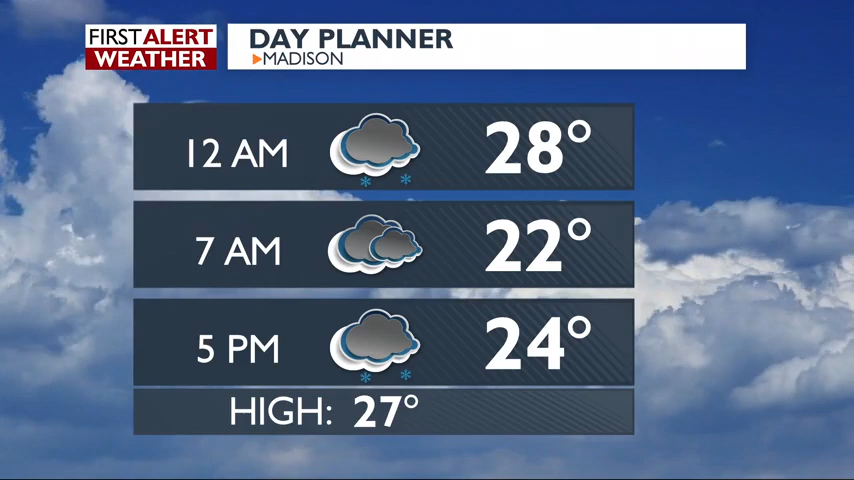 FIRST ALERT
WEATHER
DAY PLANNER
MADISON
12 AM 28°
7 AM 22°
5 PM 24°
HIGH: 27°